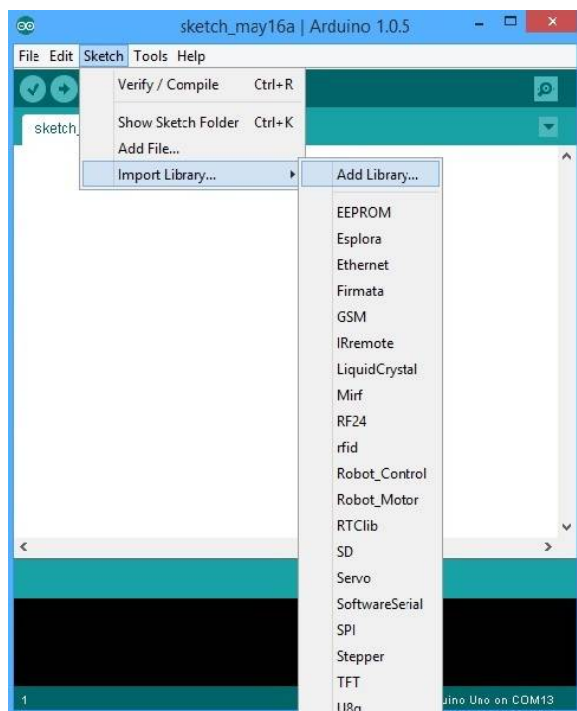 sketch_may16a | Arduino 1.0.5
File Edit Sketch Tools Help
Verify / Compile Ctrl+R
sketch_
Show Sketch Folder Ctrl+K
Add File...
Import Library...
Add Library...
EEPROM
Esplora
Ethernet
Firmata
GSM
IRremote
LiquidCrystal
Mirf
RF24
rfid
Robot_Control
Robot_Motor
RTClib
SD
Servo
SoftwareSerial
SPI
Stepper
TFT
U8g
1
uino Uno on COM13